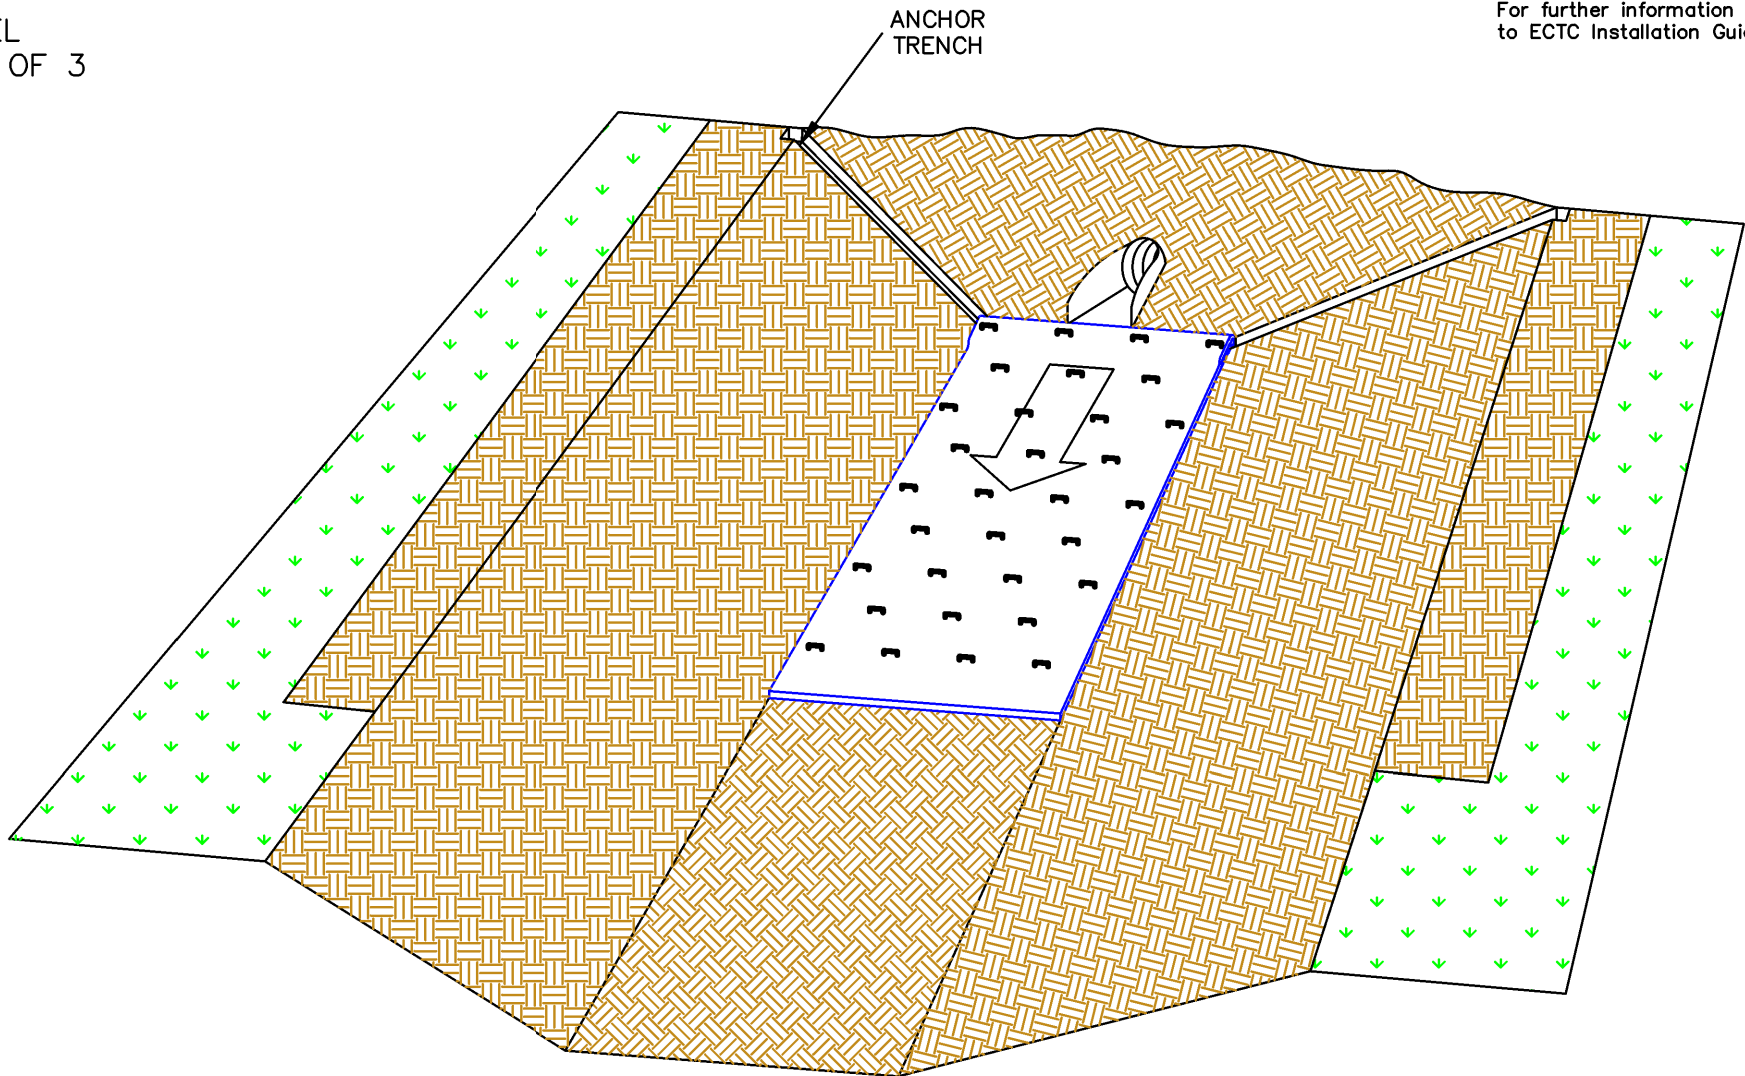 OF 3
ANCHOR
TRENCH
For further information
to ECTC Installation